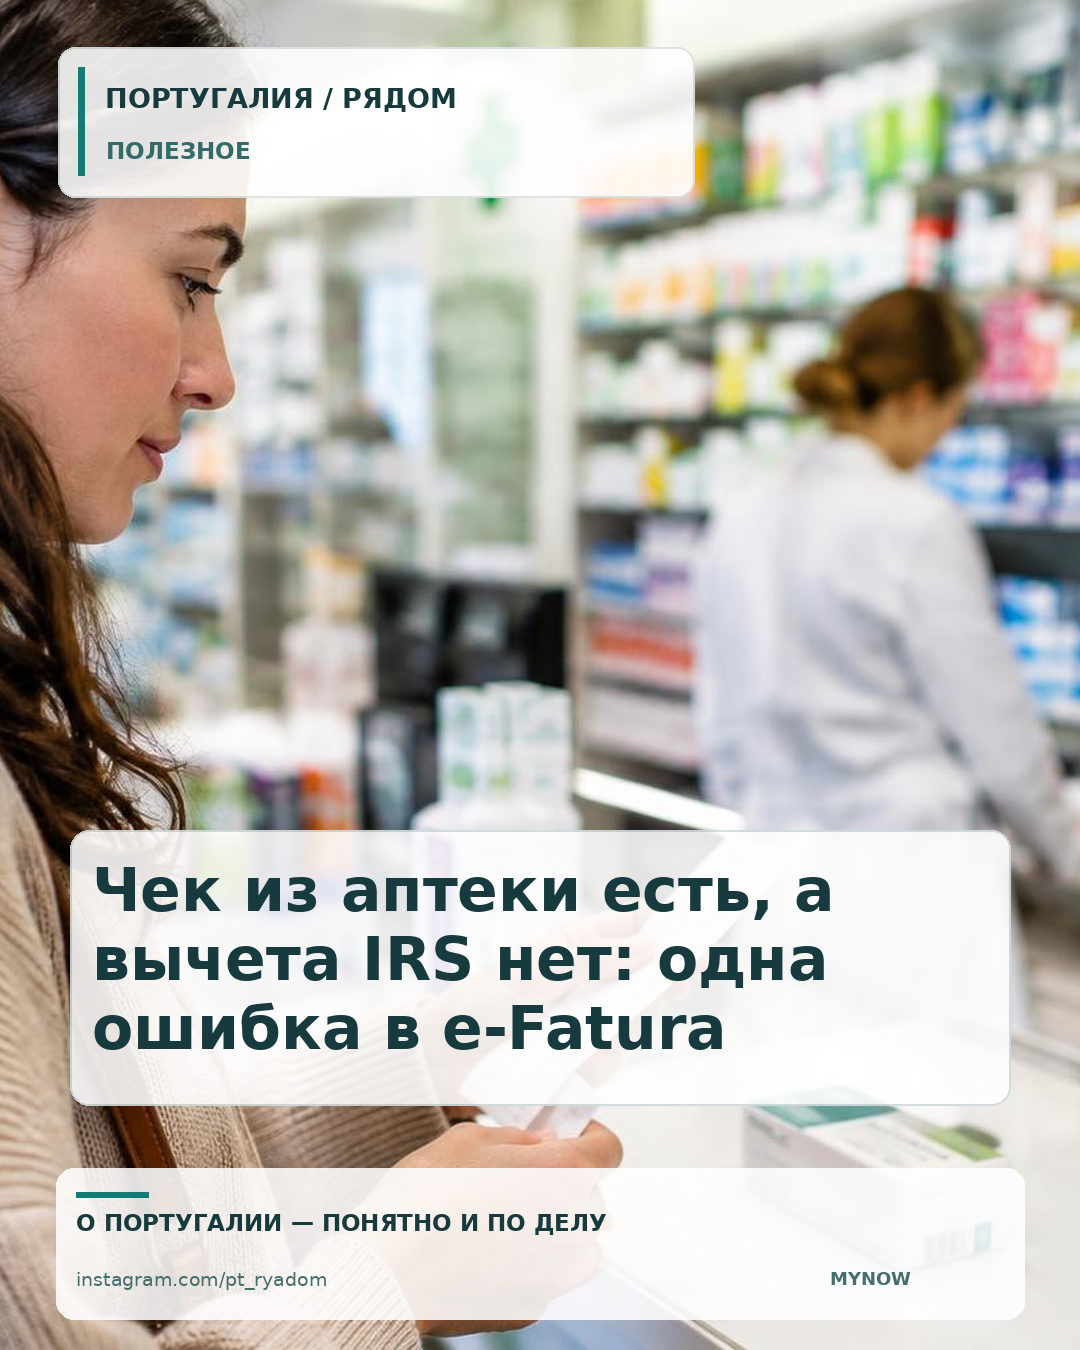 ПОРТУГАЛИЯ / РЯДОМ
ПОЛЕЗНОЕ
Чек из аптеки есть, а
вычета IRS нет: одна
ошибка в e-Fatura
О ПОРТУГАЛИИ — ПОНЯТНО И ПО ДЕЛУ
instagram.com/pt_ryadom
MYNOW